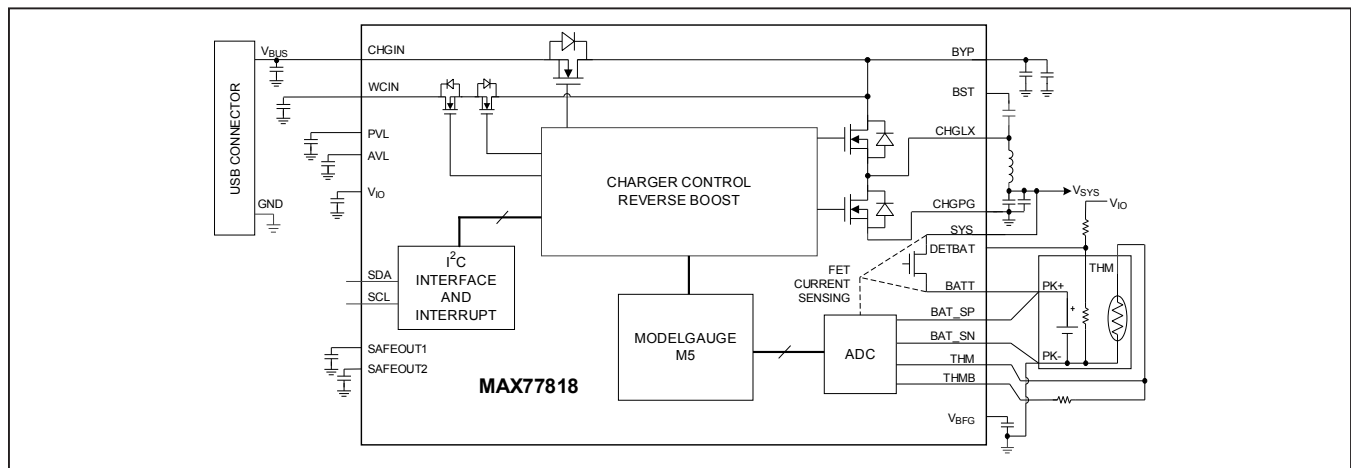 USB CONNECTOR
VBUS
GND
CHGIN
WCIN
PVL
AVL
VIO
SDA
SCL
SAFEOUT1
SAFEOUT2
I2C
INTERFACE
AND
INTERRUPT
CHARGER CONTROL
REVERSE BOOST
MODELGAUGE
M5
MAX77818
FET
CURRENT
SENSING
ADC
BYP
BST
CHGLX
CHGPG
SYS
DETBAT
BATT
BAT_SP
BAT_SN
THM
THMB
VBFG
VSYS
VIO
THM
PK+
+
PK-